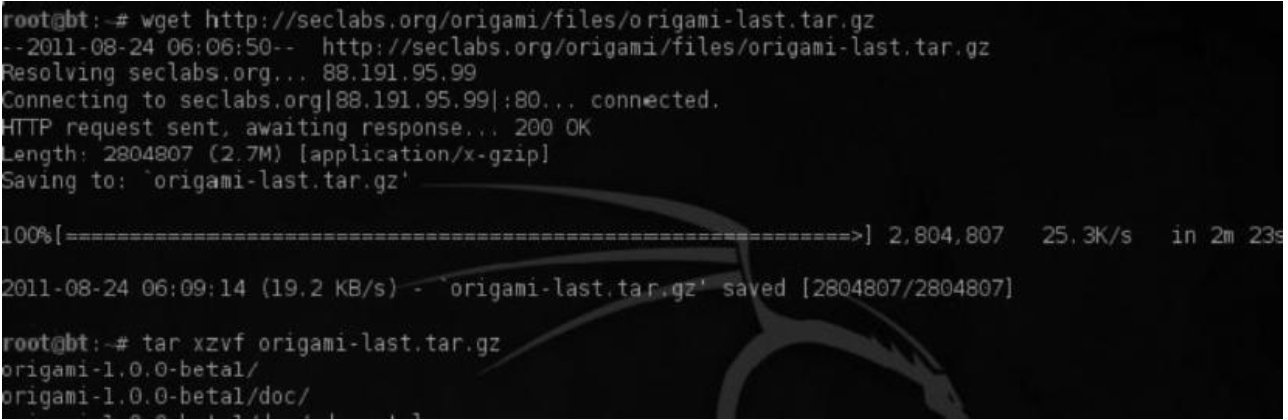 root@bt:~# wget http://seclabs.org/origami/files/origami-last.tar.gz
--2011-08-24 06:06:50--  http://seclabs.org/origami/files/origami-last.tar.gz
Resolving seclabs.org... 88.191.95.99
Connecting to seclabs.org|88.191.95.99|:80... connected.
HTTP request sent, awaiting response... 200 OK
Length: 2804807 (2.7M) [application/x-gzip]
Saving to: `origami-last.tar.gz'
100%[=============================================================>] 2,804,807   25.3K/s   in 2m 23s
2011-08-24 06:09:14 (19.2 KB/s) - `origami-last.tar.gz' saved [2804807/2804807]
root@bt:~# tar xzvf origami-last.tar.gz
origami-1.0.0-beta1/
origami-1.0.0-beta1/doc/